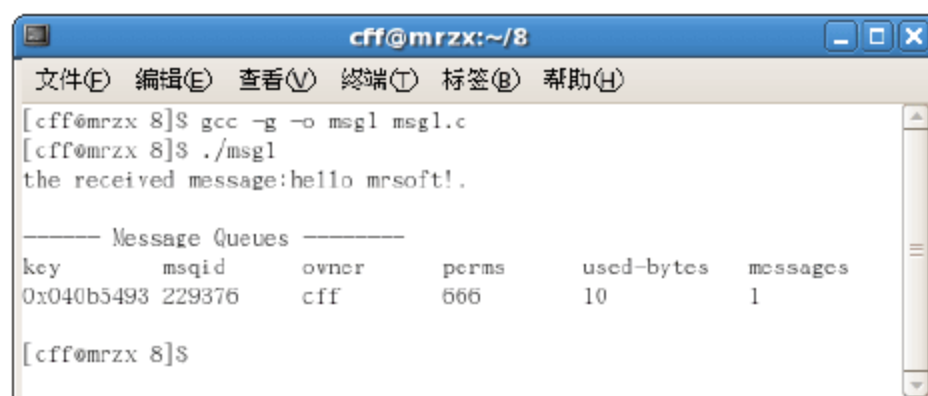 cff@mrzx:~/8
文件(F) 编辑(E) 查看(V) 终端(T) 标签(B) 帮助(H)
[cff@mrzx 8]$ gcc -g -o msg1 msg1.c
[cff@mrzx 8]$ ./msg1
the received message:hello mrsoft!.
------ Message Queues --------
key msqid owner perms used-bytes messages
0x040b5493 229376 cff 666 10 1
[cff@mrzx 8]$